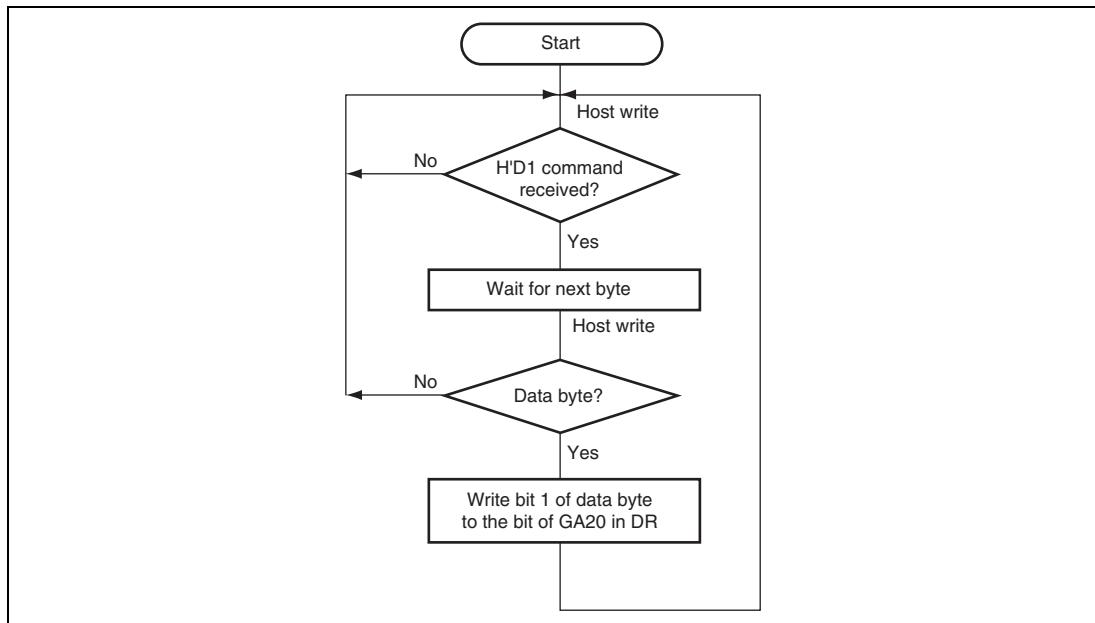 Start
Host write
No
H'D1 command
received?
Yes
Wait for next byte
Host write
No
Data byte?
Yes
Write bit 1 of data byte
to the bit of GA20 in DR